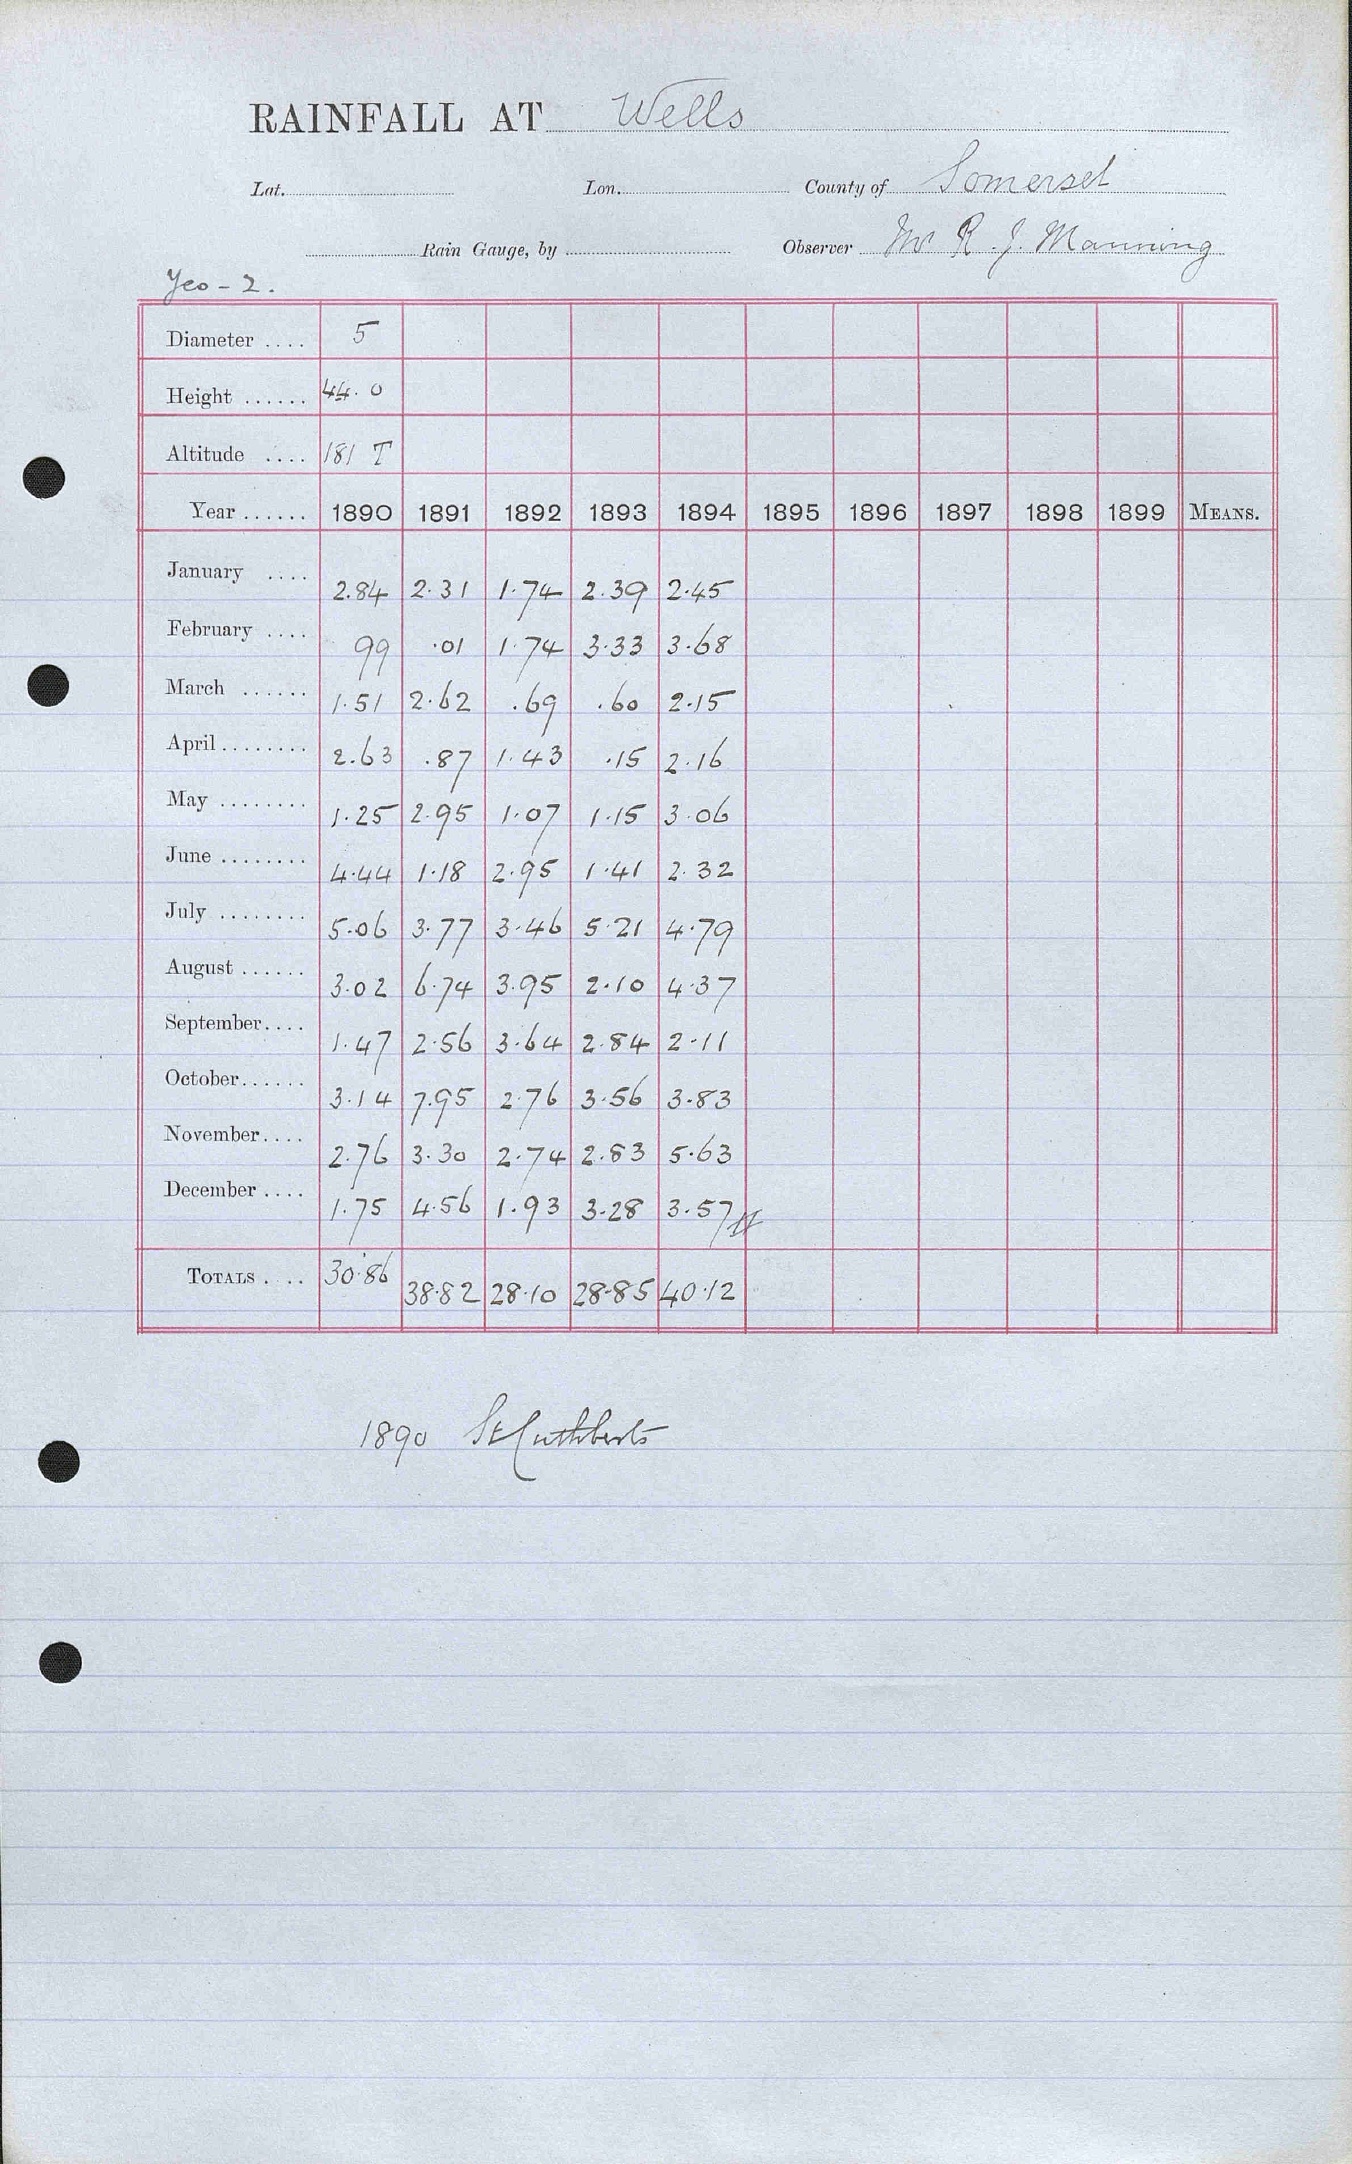 RAINFALL AT Wells
Lat. Lon. County of Somerset
Rain Gauge, by Observer Mr R. J. Manning
Yeo - 2.
Diameter .... 5
Height ...... 44.0
Altitude .... 181 T
Year ...... 1890 1891 1892 1893 1894 1895 1896 1897 1898 1899 MEANS.
January .... 2.84 2.31 1.74 2.39 2.45
February .... 99 .01 1.74 3.33 3.68
March ...... 1.51 2.62 .69 .60 2.15
April ........ 2.63 .87 1.43 .15 2.16
May ........ 1.25 2.95 1.07 1.15 3.06
June ........ 4.44 1.18 2.95 1.41 2.32
July ........ 5.06 3.77 3.46 5.21 4.79
August ...... 3.02 6.74 3.95 2.10 4.37
September.... 1.47 2.56 3.64 2.84 2.11
October...... 3.14 7.95 2.76 3.56 3.83
November.... 2.76 3.30 2.74 2.83 5.63
December .... 1.75 4.56 1.93 3.28 3.57
TOTALS .... 30.86 38.82 28.10 28.85 40.12
1890 St Cuthberts